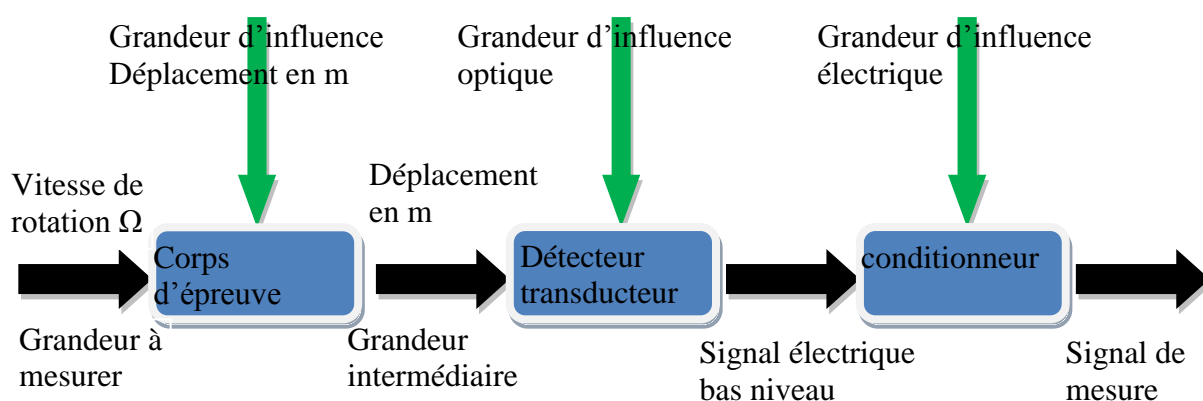 Grandeur d'influence
Déplacement en m
Grandeur d'influence
optique
Grandeur d'influence
électrique
Vitesse de
rotation Ω
Déplacement
en m
Corps
d'épreuve
Détecteur
transducteur
conditionneur
Grandeur à
mesurer
Grandeur
intermédiaire
Signal électrique
bas niveau
Signal de
mesure